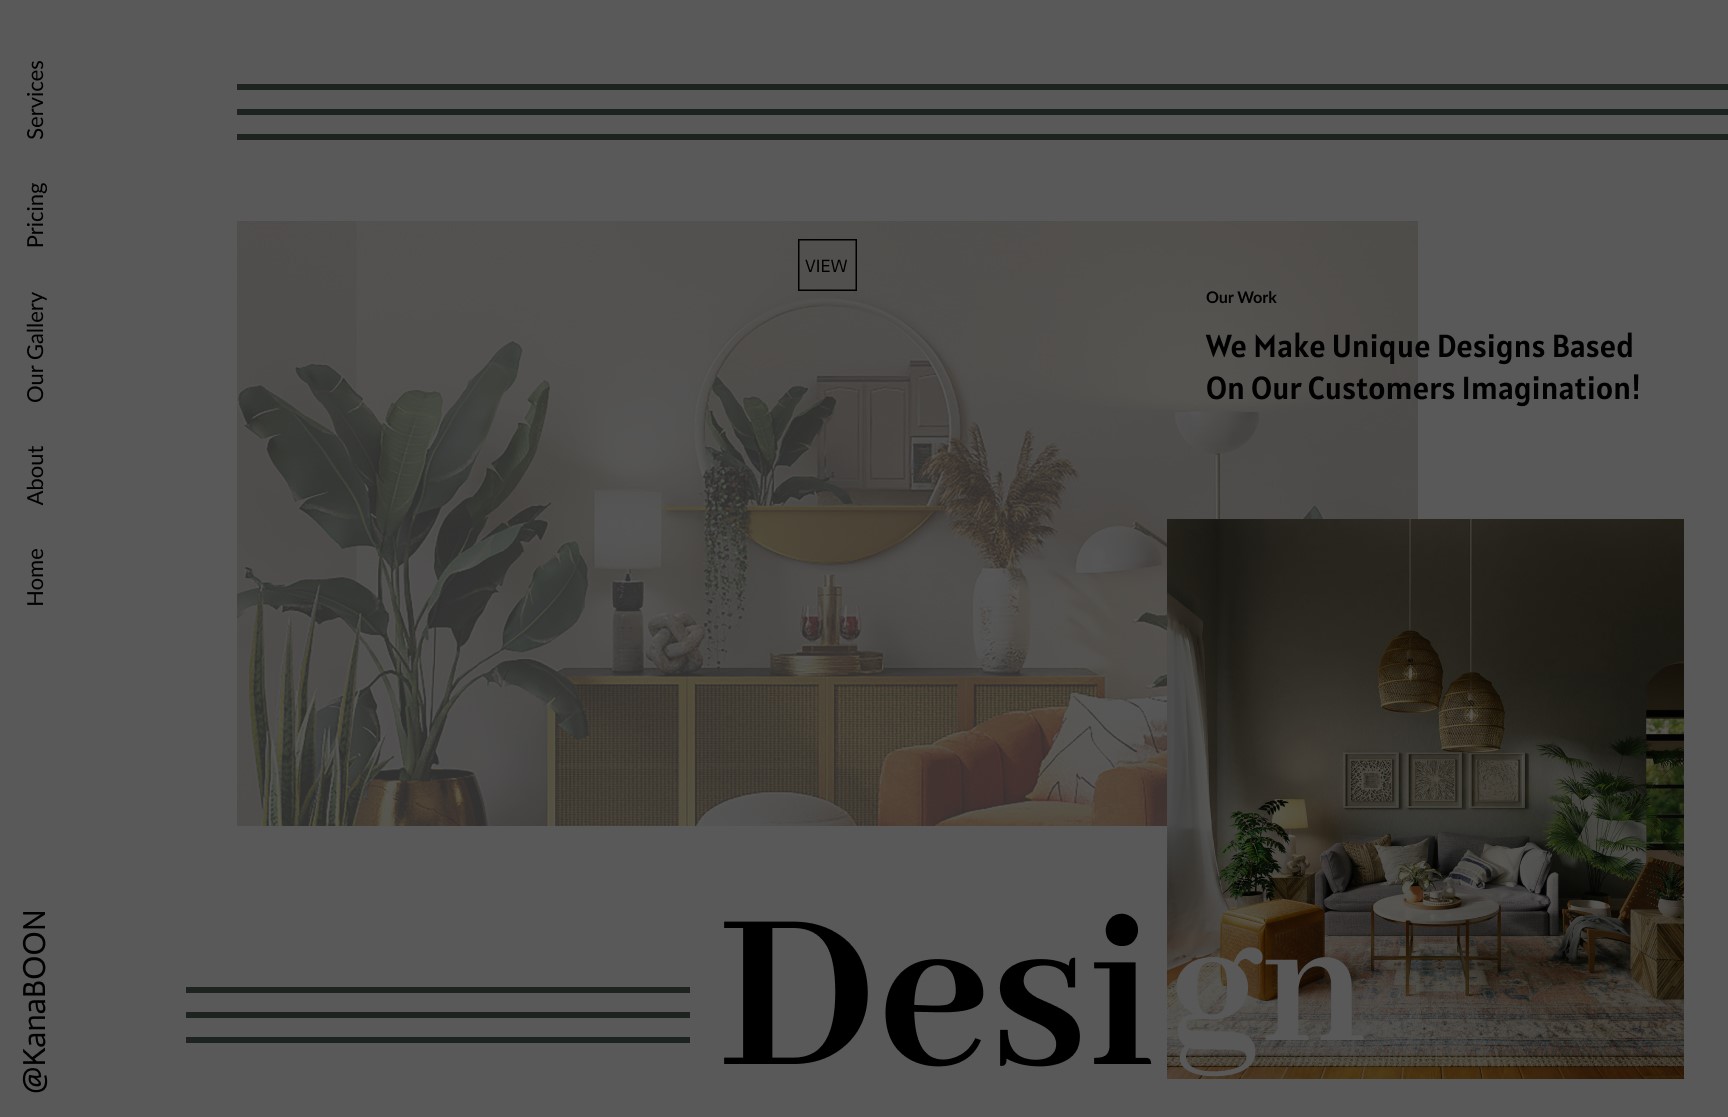 Services
Pricing
Our Gallery
About
Home
@KanaBOON
VIEW
Our Work
We Make Unique Designs Based
On Our Customers Imagination!
Design